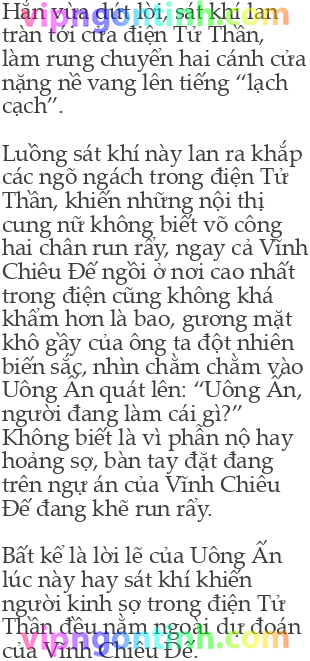 Hắn vừa dứt lời, sát khí lan
tràn tới cửa điện Tử Thần,
làm rung chuyển hai cánh cửa
nặng nề vang lên tiếng “lạch
cạch”.
Luồng sát khí này lan ra khắp
các ngõ ngách trong điện Tử
Thần, khiến những nội thị
cung nữ không biết võ công
hai chân run rẩy, ngay cả Vĩnh
Chiêu Đế ngồi ở nơi cao nhất
trong điện cũng không khá
khẩm hơn là bao, gương mặt
khô gầy của ông ta đột nhiên
biến sắc, nhìn chằm chằm vào
Uông Ấn quát lên: “Uông Ấn,
ngươi đang làm cái gì?”
Không biết là vì phẫn nộ hay
hoảng sợ, bàn tay đặt đang
trên ngự án của Vĩnh Chiêu
Đế đang khẽ run rẩy.
Bất kể là lời lẽ của Uông Ấn
lúc này hay sát khí khiến
người kinh sợ trong điện Tử
Thần đều nằm ngoài dự đoán
của Vĩnh Chiêu Đế.
vipngontinh.com
vipngontinh.com